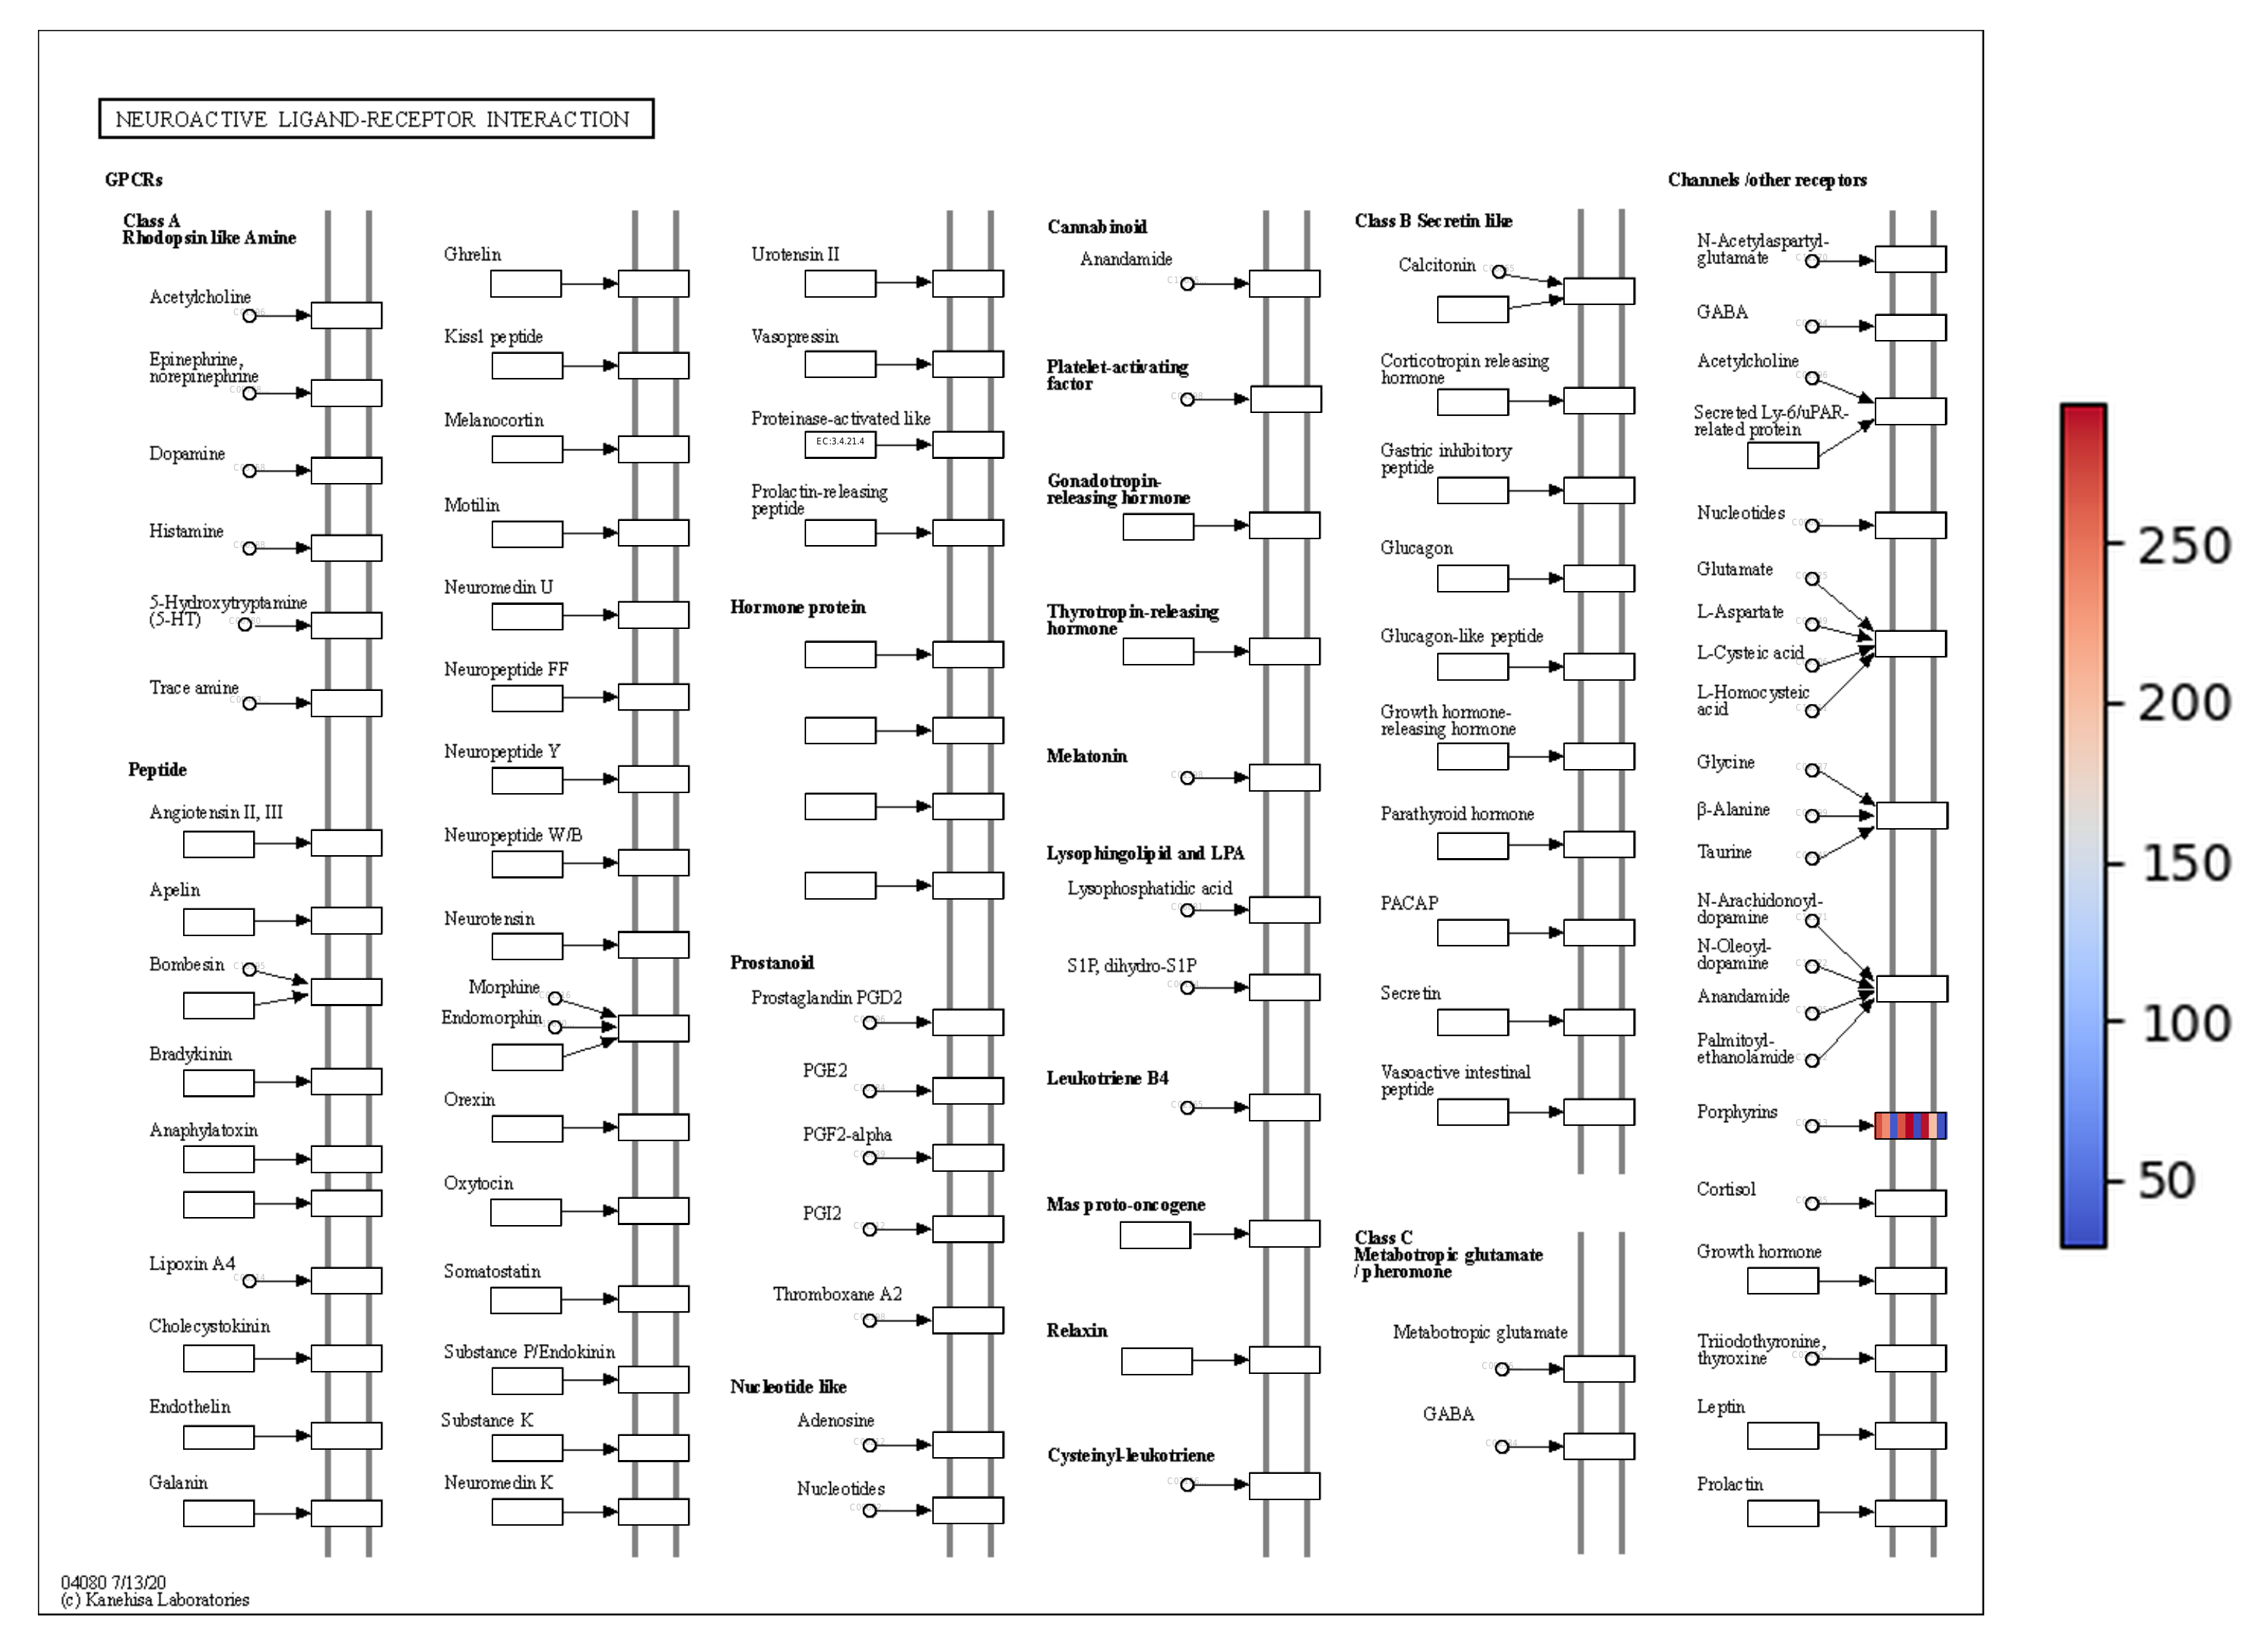 NEUROACTIVE LIGAND-RECEPTOR INTERACTION
GPCRs
Class A
Rhodopsin like Amine
Acetylcholine
Epinephrine,
norepinephrine
Dopamine
Histamine
5-Hydroxytryptamine
(5-HT)
Trace amine
Peptide
Angiotensin II, III
Apelin
Bombesin
Bradykinin
Anaphylatoxin
Lipoxin A4
Cholecystokinin
Endothelin
Galanin
Ghrelin
Kiss1 peptide
Melanocortin
Motilin
Neuromedin U
Neuropeptide FF
Neuropeptide Y
Neuropeptide W/B
Neurotensin
Morphine
Endomorphin
Orexin
Oxytocin
Somatostatin
Substance P/Endokinin
Substance K
Neuromedin K
Urotensin II
Vasopressin
Proteinase-activated like
EC:3.4.21.4
Prolactin-releasing
peptide
Hormone protein
Prostanoid
Prostaglandin PGD2
PGE2
PGF2-alpha
PGI2
Thromboxane A2
Nucleotide like
Adenosine
Nucleotides
Cannabinoid
Anandamide
Platelet-activating
factor
Gonadotropin-
releasing hormone
Thyrotropin-releasing
hormone
Melatonin
Lysophingolipid and LPA
Lysophosphatidic acid
S1P, dihydro-S1P
Leukotriene B4
Mas proto-oncogene
Relaxin
Cysteinyl-leukotriene
Class B Secretin like
Calcitonin
Corticotropin releasing
hormone
Gastric inhibitory
peptide
Glucagon
Glucagon-like peptide
Growth hormone-
releasing hormone
Parathyroid hormone
PACAP
Secretin
Vasoactive intestinal
peptide
Class C
Metabotropic glutamate
/pheromone
Metabotropic glutamate
GABA
Channels/other receptors
N-Acetylaspartyl-
glutamate
GABA
Acetylcholine
Secreted Ly-6/uPAR-
related protein
Nucleotides
Glutamate
L-Aspartate
L-Cysteic acid
L-Homocysteic
acid
Glycine
β-Alanine
Taurine
N-Arachidonoyl-
dopamine
N-Oleoyl-
dopamine
Anandamide
Palmitoyl-
ethanolamide
Porphyrins
Cortisol
Growth hormone
Triiodothyronine,
thyroxine
Leptin
Prolactin
250
200
150
100
50
04080 7/13/20
(c) Kanehisa Laboratories